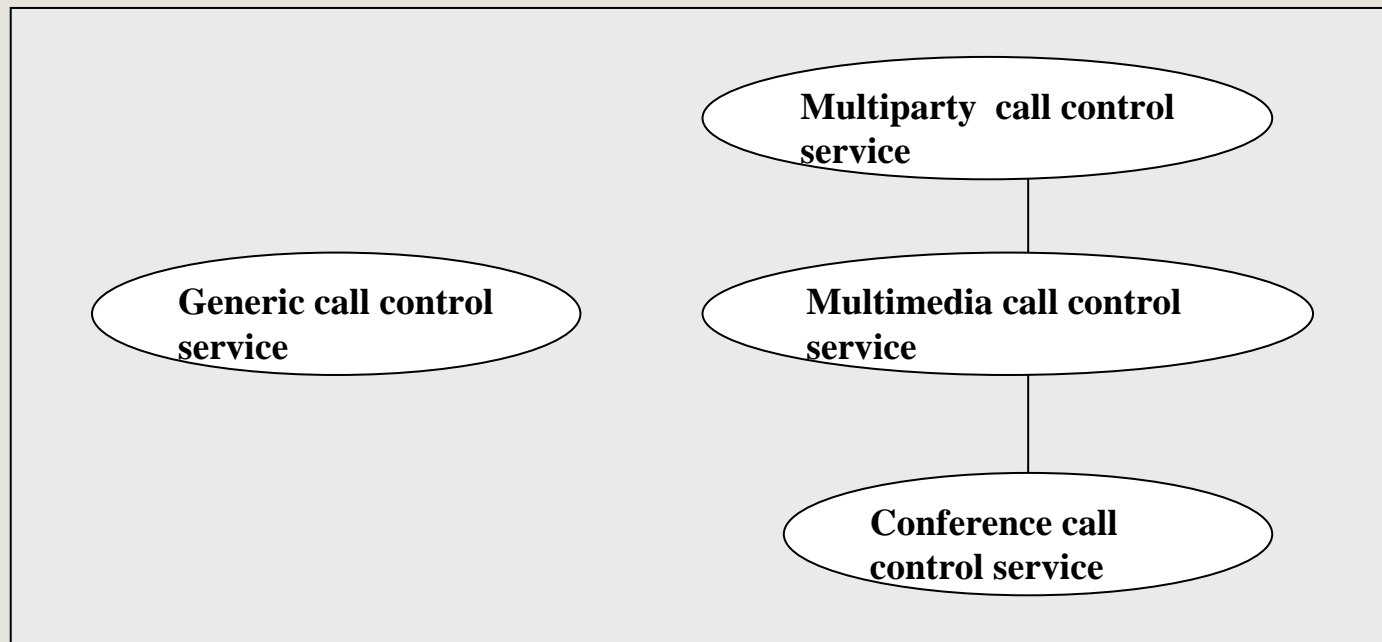 Multiparty  call control
service
Generic call control
service
Multimedia call control
service
Conference call
control service